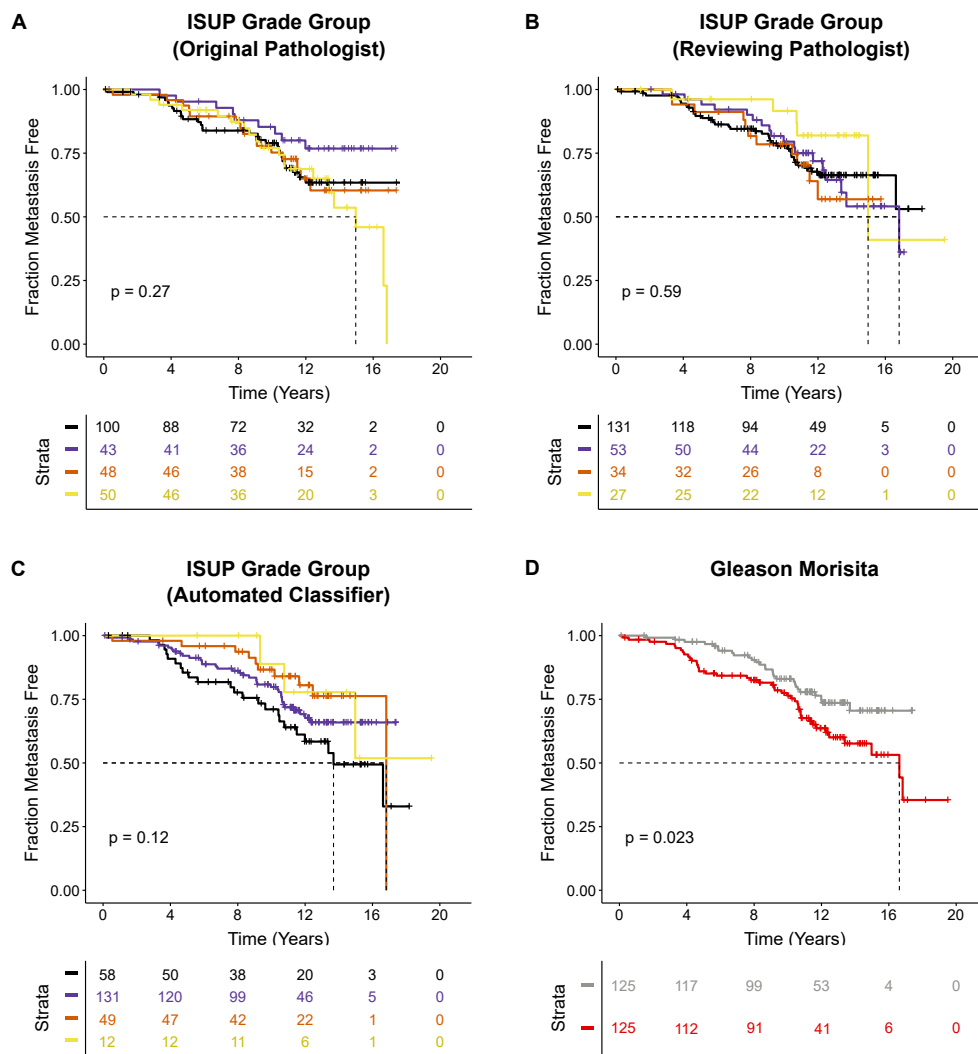 A
ISUP Grade Group
(Original Pathologist)
Fraction Metastasis Free
1.00
0.75
0.50
0.25
0.00
p = 0.27
0 4 8 12 16 20
Time (Years)
Strata
100 88 72 32 2 0
43 41 36 24 2 0
48 46 38 15 2 0
50 46 36 20 3 0
B
ISUP Grade Group
(Reviewing Pathologist)
Fraction Metastasis Free
1.00
0.75
0.50
0.25
0.00
p = 0.59
0 4 8 12 16 20
Time (Years)
Strata
131 118 94 49 5 0
53 50 44 22 3 0
34 32 26 8 0 0
27 25 22 12 1 0
C
ISUP Grade Group
(Automated Classifier)
Fraction Metastasis Free
1.00
0.75
0.50
0.25
0.00
p = 0.12
0 4 8 12 16 20
Time (Years)
Strata
58 50 38 20 3 0
131 120 99 46 5 0
49 47 42 22 1 0
12 12 11 6 1 0
D
Gleason Morisita
Fraction Metastasis Free
1.00
0.75
0.50
0.25
0.00
p = 0.023
0 4 8 12 16 20
Time (Years)
Strata
125 117 99 53 4 0
125 112 91 41 6 0